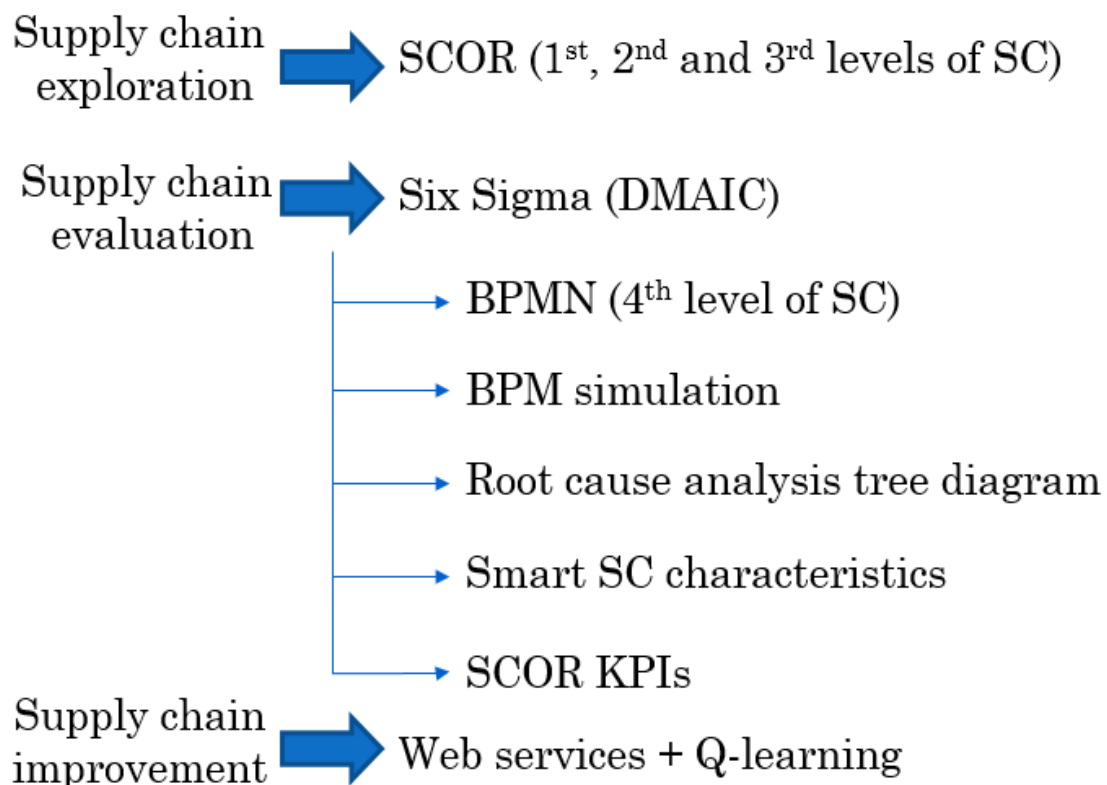 Supply chain
exploration
SCOR (1st, 2nd and 3rd levels of SC)
Supply chain
evaluation
Six Sigma (DMAIC)
BPMN (4th level of SC)
BPM simulation
Root cause analysis tree diagram
Smart SC characteristics
SCOR KPIs
Supply chain
improvement
Web services + Q-learning